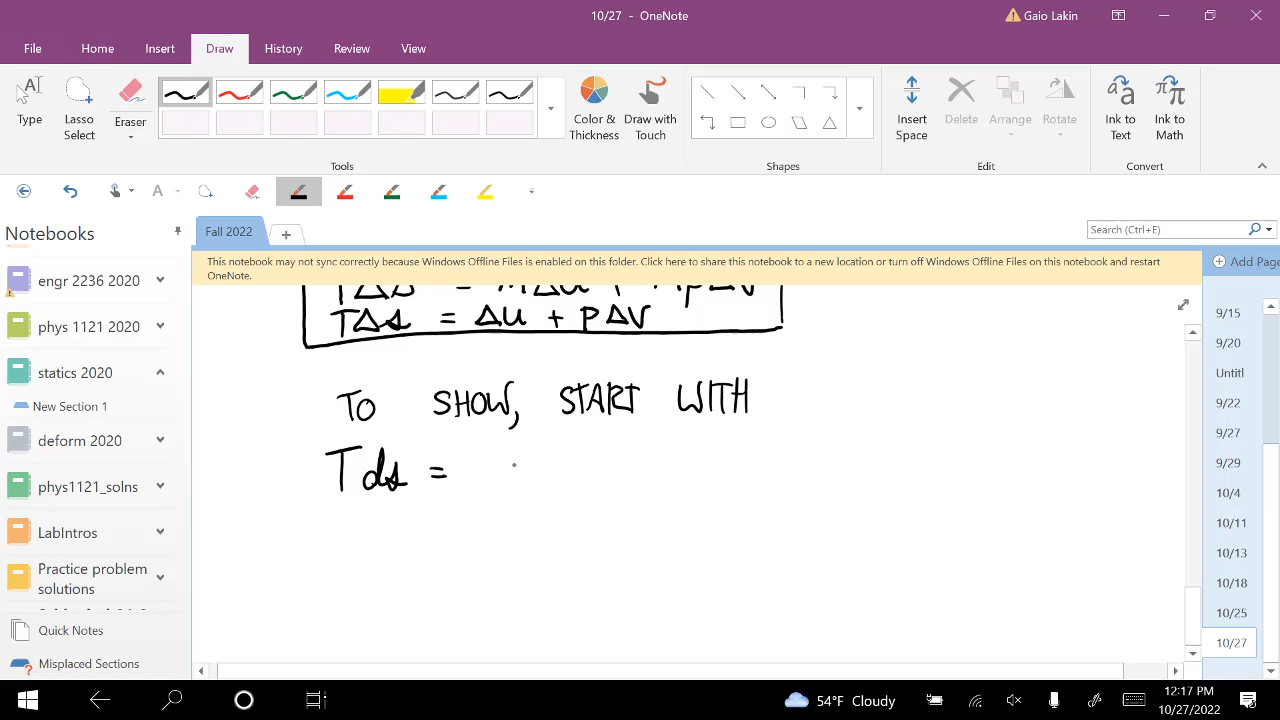 10/27 - OneNote
Gaio Lakin
File Home Insert Draw History Review View
Type
Lasso Select
Eraser
Color & Thickness
Draw with Touch
Insert Space
Delete
Arrange
Rotate
Ink to Text
Ink to Math
Tools
Shapes
Edit
Convert
Notebooks
Fall 2022
Search (Ctrl+E)
This notebook may not sync correctly because Windows Offline Files is enabled on this folder. Click here to share this notebook to a new location or turn off Windows Offline Files on this notebook and restart
OneNote.
Add Page
engr 2236 2020
phys 1121 2020
statics 2020
New Section 1
deform 2020
phys1121_solns
LabIntros
Practice problem
solutions
Quick Notes
Misplaced Sections
TΔs = Δu + pΔv
TO SHOW, START WITH
Tds =
9/15
9/20
Untitl
9/22
9/27
9/29
10/4
10/11
10/13
10/18
10/25
10/27
54°F Cloudy
12:17 PM
10/27/2022